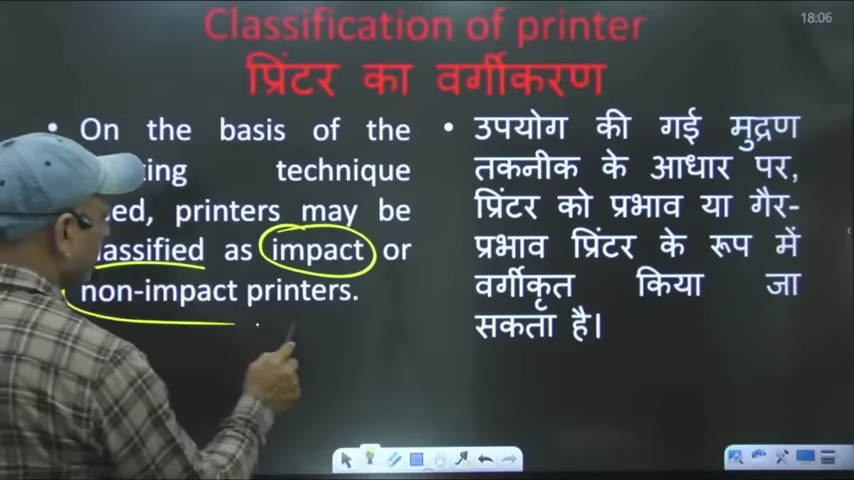 18:06
Classification of printer
प्रिंटर का वर्गीकरण
• On the basis of the
technique
printers may be
classified as impact or
non-impact printers.
• उपयोग की गई मुद्रण
तकनीक के आधार पर,
प्रिंटर को प्रभाव या गैर-
प्रभाव प्रिंटर के रूप में
वर्गीकृत किया जा
सकता है।